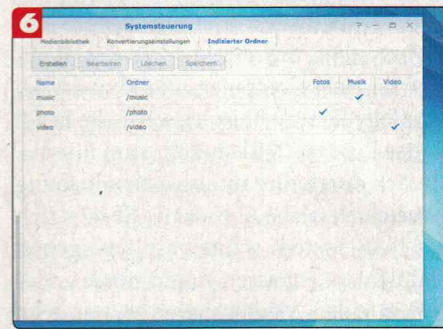 6
Systemsteuerung
Medienbibliothek Konvertierungseinstellungen Indizierter Ordner
Erstellen Bearbeiten Löschen Speichern
Name Ordner Fotos Musik Video
music /music
photo /photo
video /video